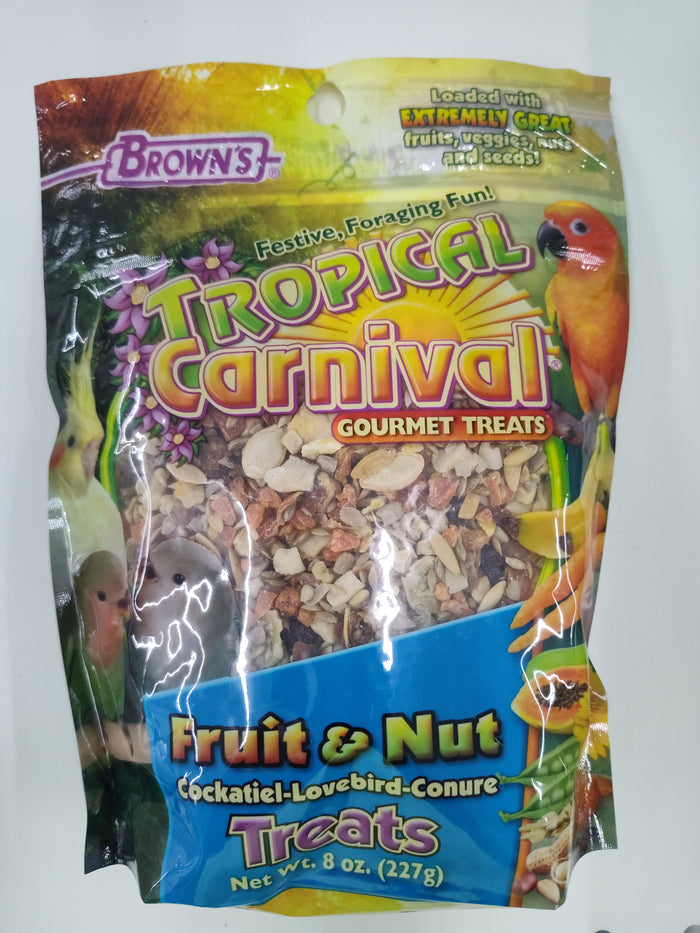 Loaded with
EXTREMELY GREAT
fruits, veggies, nuts
and seeds!
BROWN'S®
Festive, Foraging Fun!
TROPICAL
Carnival®
GOURMET TREATS
Fruit & Nut
Cockatiel-Lovebird-Conure
Treats
Net Wt. 8 oz. (227g)